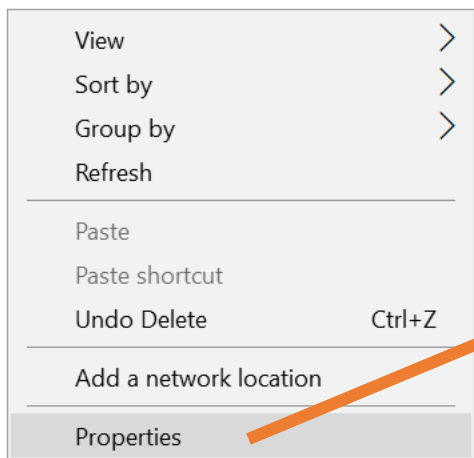 View
Sort by
Group by
Refresh
Paste
Paste shortcut
Undo Delete Ctrl+Z
Add a network location
Properties